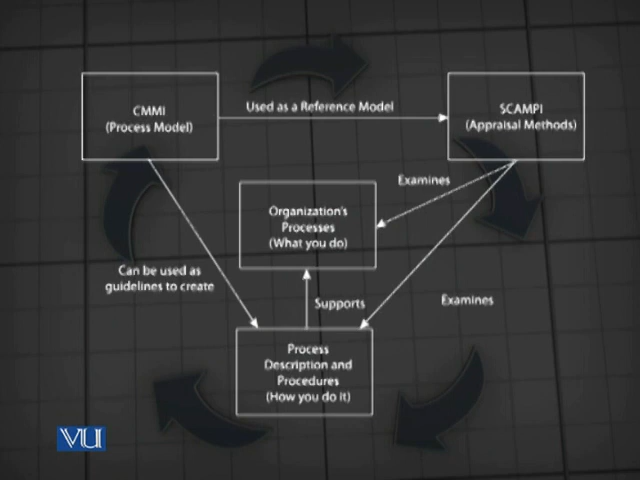 CMMI
(Process Model)
Used as a Reference Model
SCAMPI
(Appraisal Methods)
Examines
Organization's
Processes
(What you do)
Can be used as
guidelines to create
Supports
Examines
Process
Description and
Procedures
(How you do it)
VU